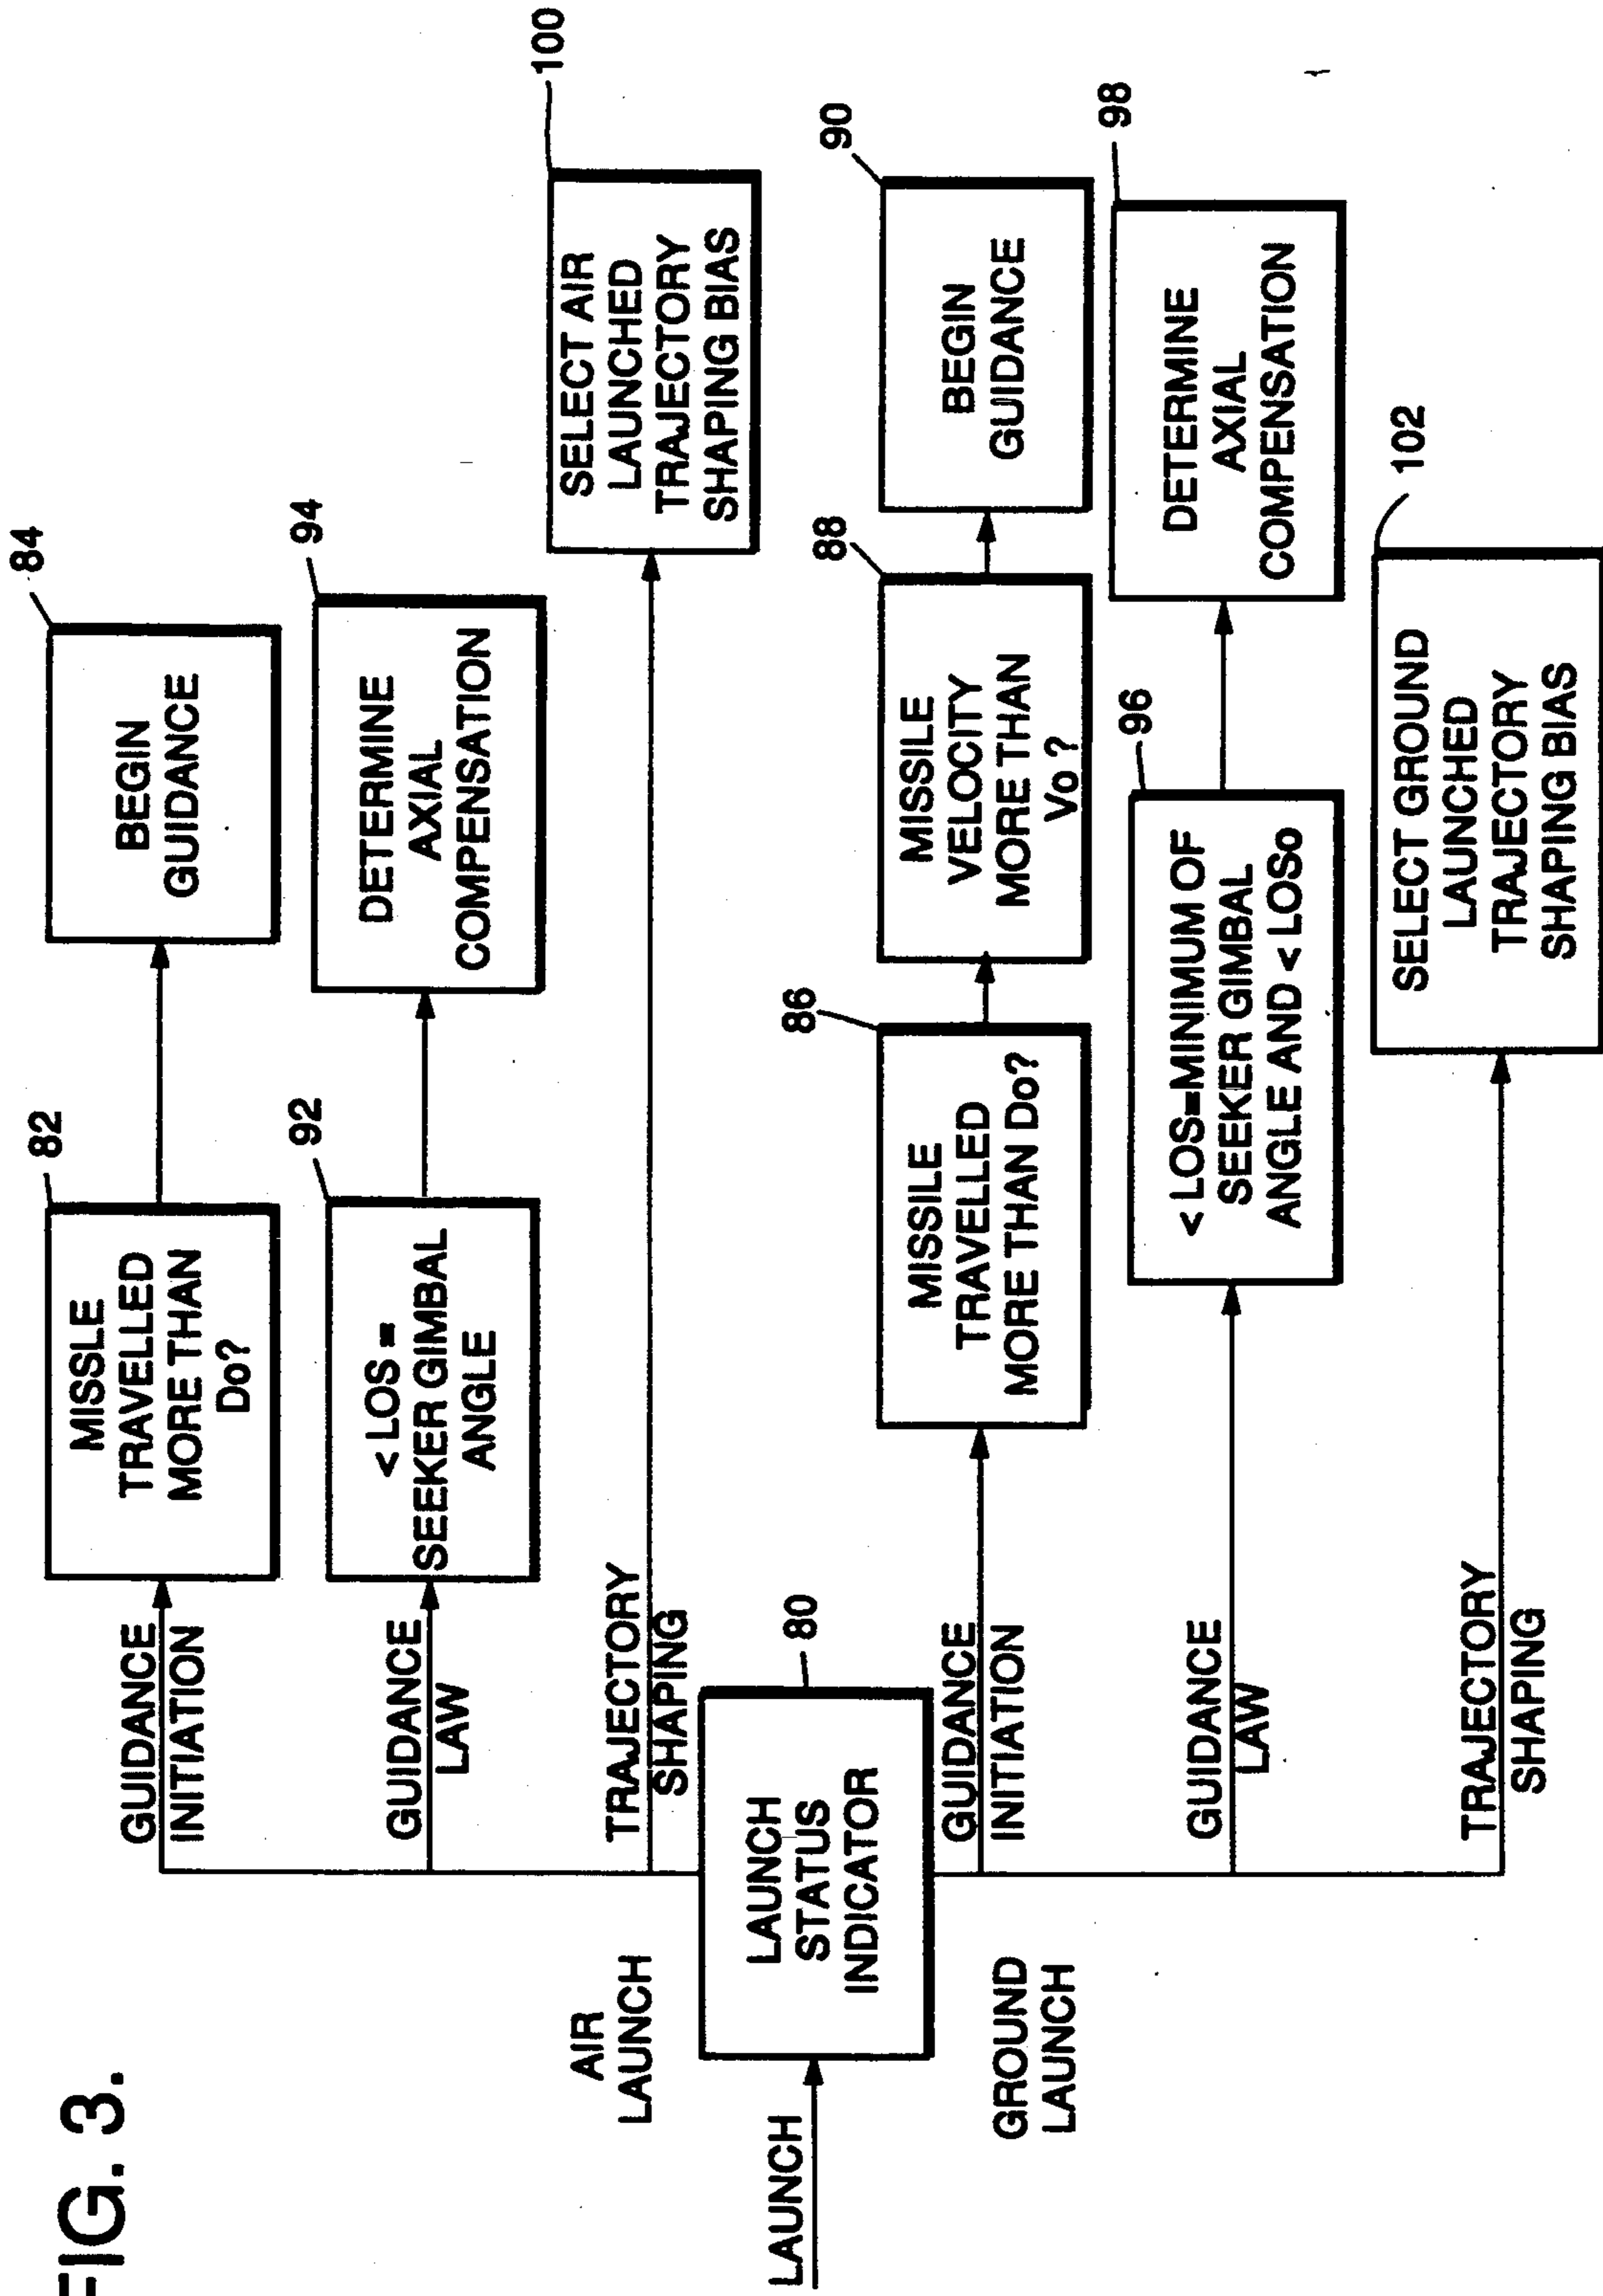 FIG. 3.
LAUNCH
AIR
LAUNCH
GROUND
LAUNCH
LAUNCH
STATUS
INDICATOR
80
GUIDANCE
INITIATION
MISSLE
TRAVELLED
MORE THAN
Do?
82
BEGIN
GUIDANCE
84
GUIDANCE
LAW
< LOS =
SEEKER GIMBAL
ANGLE
92
DETERMINE
AXIAL
COMPENSATION
94
TRAJECTORY
SHAPING
SELECT AIR
LAUNCHED
TRAJECTORY
SHAPING BIAS
100
GUIDANCE
INITIATION
MISSILE
TRAVELLED
MORE THAN Do?
86
MISSILE
VELOCITY
MORE THAN
Vo ?
88
BEGIN
GUIDANCE
90
GUIDANCE
LAW
< LOS=MINIMUM OF
SEEKER GIMBAL
ANGLE AND < LOSo
96
DETERMINE
AXIAL
COMPENSATION
98
TRAJECTORY
SHAPING
SELECT GROUND
LAUNCHED
TRAJECTORY
SHAPING BIAS
102